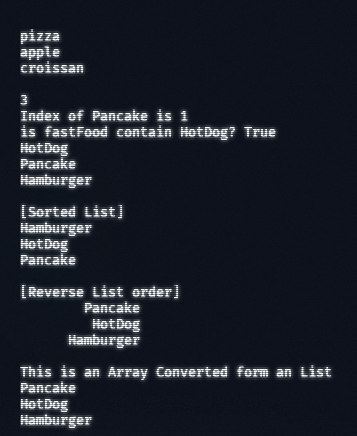 pizza
apple
croissan
3
Index of Pancake is 1
is fastFood contain HotDog? True
HotDog
Pancake
Hamburger
[Sorted List]
Hamburger
HotDog
Pancake
[Reverse List order]
Pancake
HotDog
Hamburger
This is an Array Converted form an List
Pancake
HotDog
Hamburger